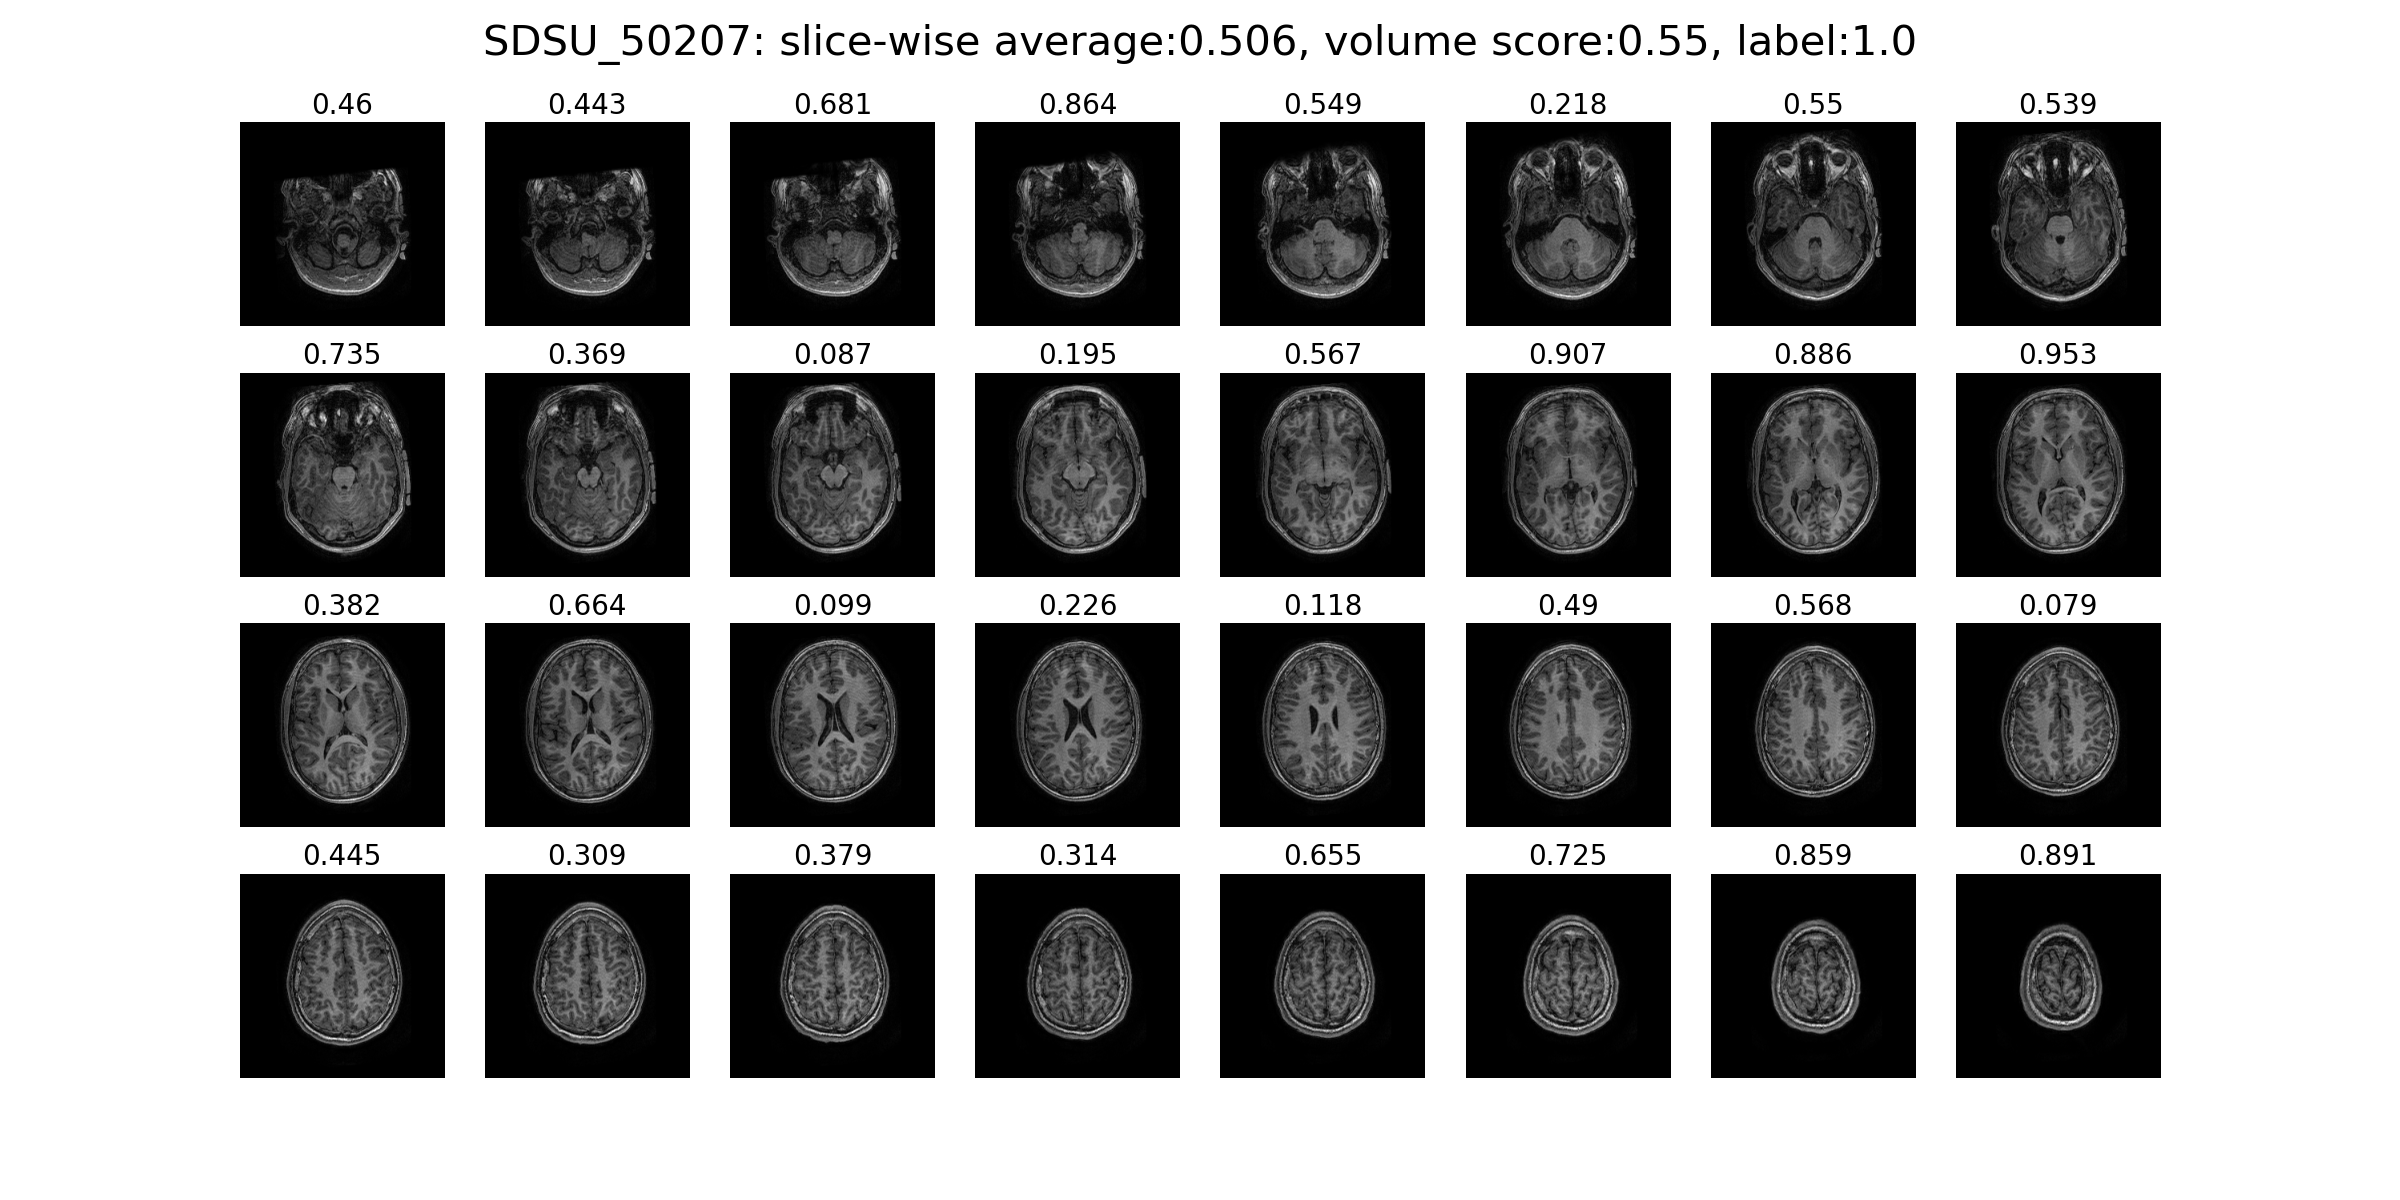 SDSU_50207: slice-wise average:0.506, volume score:0.55, label:1.0
0.46 0.443 0.681 0.864 0.549 0.218 0.55 0.539
0.735 0.369 0.087 0.195 0.567 0.907 0.886 0.953
0.382 0.664 0.099 0.226 0.118 0.49 0.568 0.079
0.445 0.309 0.379 0.314 0.655 0.725 0.859 0.891